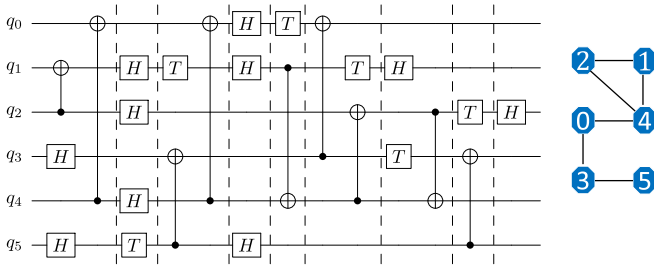 q₀ H T
q₁ H T H T H
q₂ H T H
q₃ H T
q₄ H
q₅ H T H
2 1
0 4
3 5